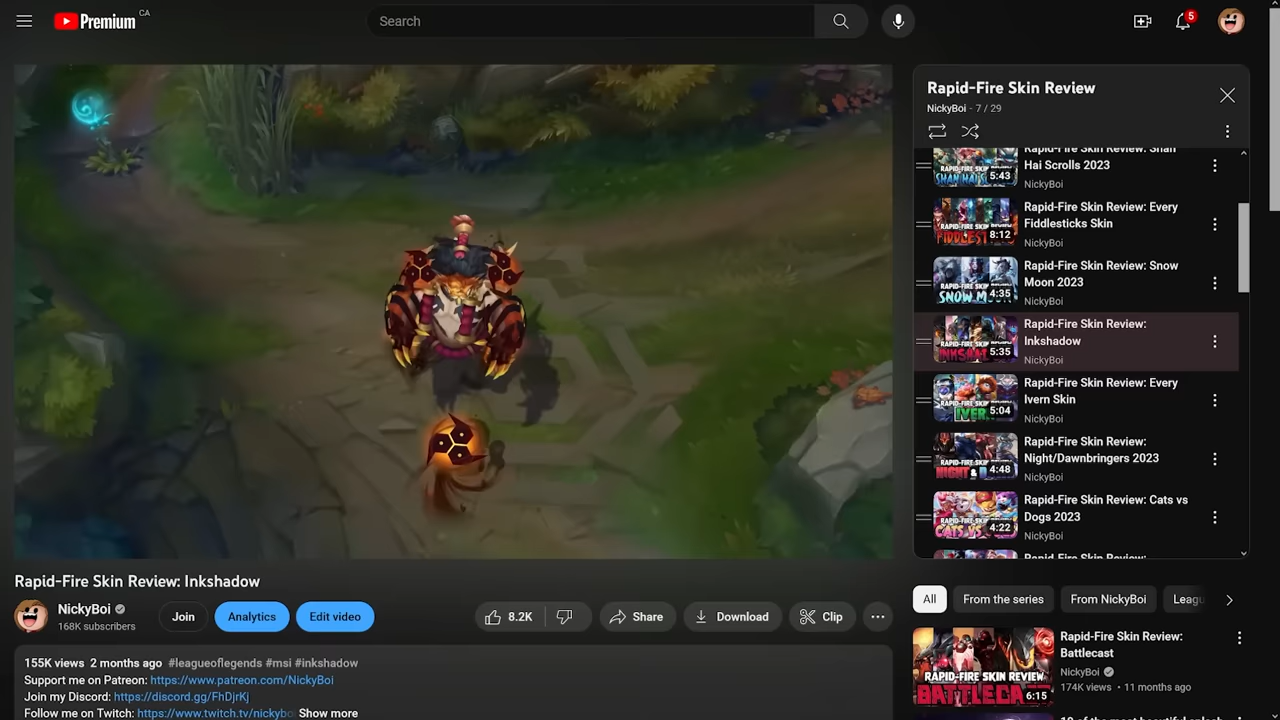 Premium CA
Search
5
Rapid-Fire Skin Review
NickyBoi - 7 / 29
Rapid-Fire Skin Review: Shan
Hai Scrolls 2023
NickyBoi
5:43
Rapid-Fire Skin Review: Every
Fiddlesticks Skin
NickyBoi
8:12
Rapid-Fire Skin Review: Snow
Moon 2023
NickyBoi
4:35
Rapid-Fire Skin Review:
Inkshadow
NickyBoi
5:35
Rapid-Fire Skin Review: Every
Ivern Skin
NickyBoi
5:04
Rapid-Fire Skin Review:
Night/Dawnbringers 2023
NickyBoi
4:48
Rapid-Fire Skin Review: Cats vs
Dogs 2023
NickyBoi
4:22
Rapid-Fire Skin Review:
Rapid-Fire Skin Review: Inkshadow
NickyBoi
168K subscribers
Join
Analytics
Edit video
8.2K
Share
Download
Clip
155K views 2 months ago #leagueoflegends #msi #inkshadow
Support me on Patreon: https://www.patreon.com/NickyBoi
Join my Discord: https://discord.gg/FhDjrKj
Follow me on Twitch: https://www.twitch.tv/nickybo Show more
All
From the series
From NickyBoi
Leagu
RAPID-FIRE SKIN REVIEW
BATTLECA
6:15
Rapid-Fire Skin Review:
Battlecast
NickyBoi
174K views • 11 months ago